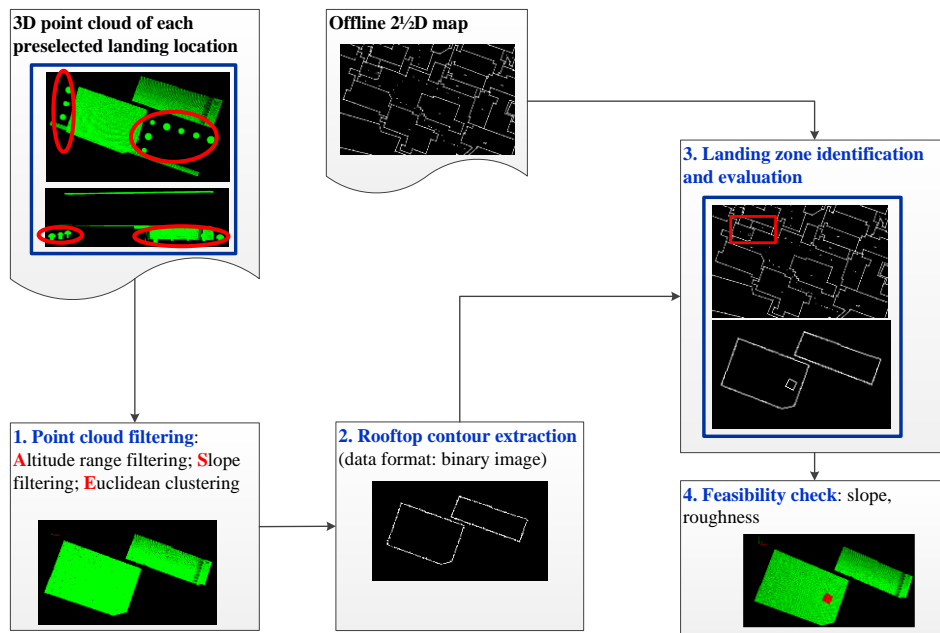 3D point cloud of each
preselected landing location
Offline 2½D map
3. Landing zone identification
and evaluation
1. Point cloud filtering:
Altitude range filtering; Slope
filtering; Euclidean clustering
2. Rooftop contour extraction
(data format: binary image)
4. Feasibility check: slope,
roughness